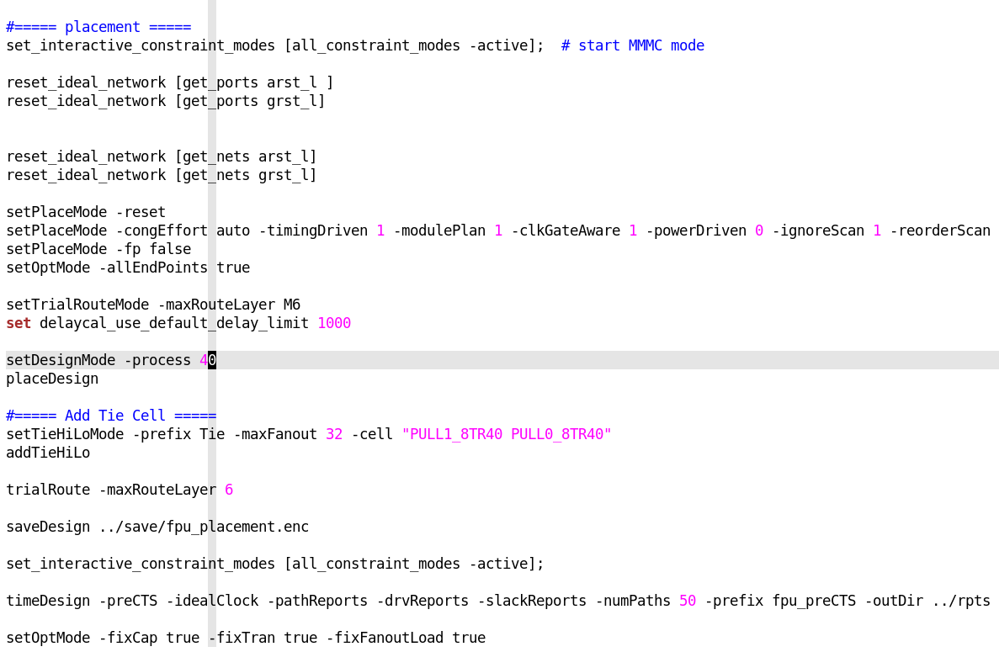 #===== placement =====
set_interactive_constraint_modes [all_constraint_modes -active];  # start MMMC mode
reset_ideal_network [get_ports arst_l ]
reset_ideal_network [get_ports grst_l]
reset_ideal_network [get_nets arst_l]
reset_ideal_network [get_nets grst_l]
setPlaceMode -reset
setPlaceMode -congEffort auto -timingDriven 1 -modulePlan 1 -clkGateAware 1 -powerDriven 0 -ignoreScan 1 -reorderScan
setPlaceMode -fp false
setOptMode -allEndPoints true
setTrialRouteMode -maxRouteLayer M6
set delaycal_use_default_delay_limit 1000
setDesignMode -process 40
placeDesign
#===== Add Tie Cell =====
setTieHiLoMode -prefix Tie -maxFanout 32 -cell "PULL1_8TR40 PULL0_8TR40"
addTieHiLo
trialRoute -maxRouteLayer 6
saveDesign ../save/fpu_placement.enc
set_interactive_constraint_modes [all_constraint_modes -active];
timeDesign -preCTS -idealClock -pathReports -drvReports -slackReports -numPaths 50 -prefix fpu_preCTS -outDir ../rpts
setOptMode -fixCap true -fixTran true -fixFanoutLoad true